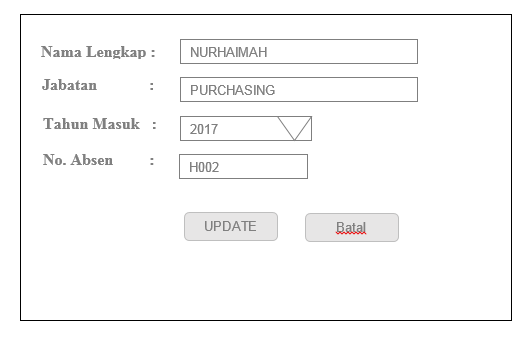 Nama Lengkap : NURHAIMAH
Jabatan : PURCHASING
Tahun Masuk : 2017
No. Absen : H002
UPDATE Batal